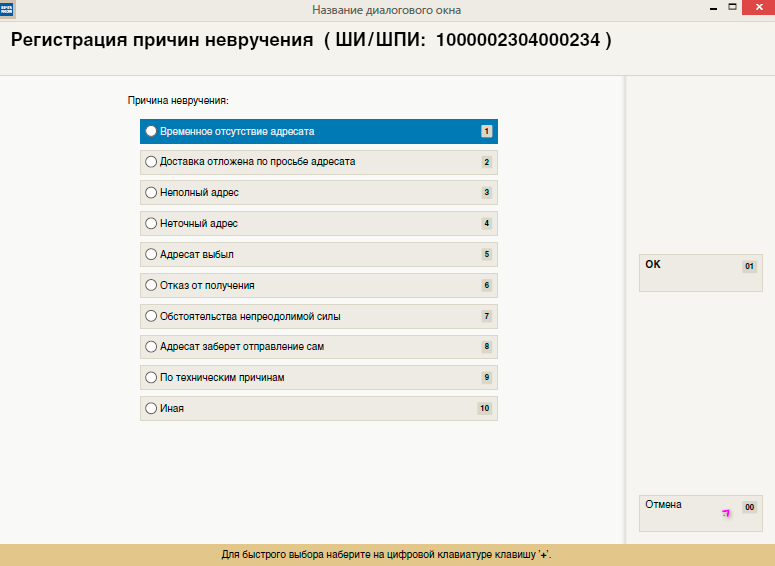 Название диалогового окна
Регистрация причин невручения ( ШИ/ШПИ: 1000002304000234 )
Причина невручения:
Временное отсутствие адресата 1
Доставка отложена по просьбе адресата 2
Неполный адрес 3
Неточный адрес 4
Адресат выбыл 5
Отказ от получения 6
Обстоятельства непреодолимой силы 7
Адресат заберет отправление сам 8
По техническим причинам 9
Иная 10
ОК 01
Отмена 00
Для быстрого выбора наберите на цифровой клавиатуре клавишу '+'.